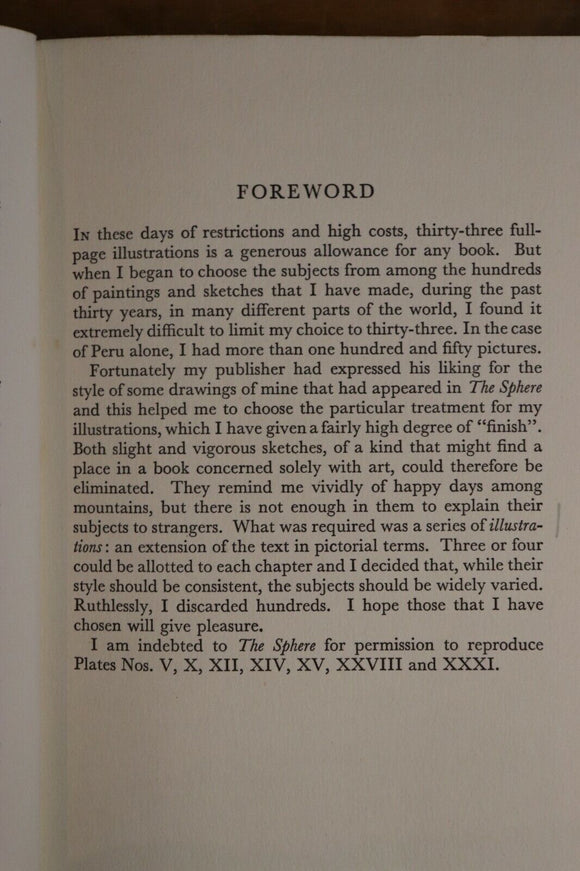 FOREWORD
In these days of restrictions and high costs, thirty-three full-
page illustrations is a generous allowance for any book. But
when I began to choose the subjects from among the hundreds
of paintings and sketches that I have made, during the past
thirty years, in many different parts of the world, I found it
extremely difficult to limit my choice to thirty-three. In the case
of Peru alone, I had more than one hundred and fifty pictures.
Fortunately my publisher had expressed his liking for the
style of some drawings of mine that had appeared in The Sphere
and this helped me to choose the particular treatment for my
illustrations, which I have given a fairly high degree of “finish”.
Both slight and vigorous sketches, of a kind that might find a
place in a book concerned solely with art, could therefore be
eliminated. They remind me vividly of happy days among
mountains, but there is not enough in them to explain their
subjects to strangers. What was required was a series of illustra-
tions: an extension of the text in pictorial terms. Three or four
could be allotted to each chapter and I decided that, while their
style should be consistent, the subjects should be widely varied.
Ruthlessly, I discarded hundreds. I hope those that I have
chosen will give pleasure.
I am indebted to The Sphere for permission to reproduce
Plates Nos. V, X, XII, XIV, XV, XXVIII and XXXI.